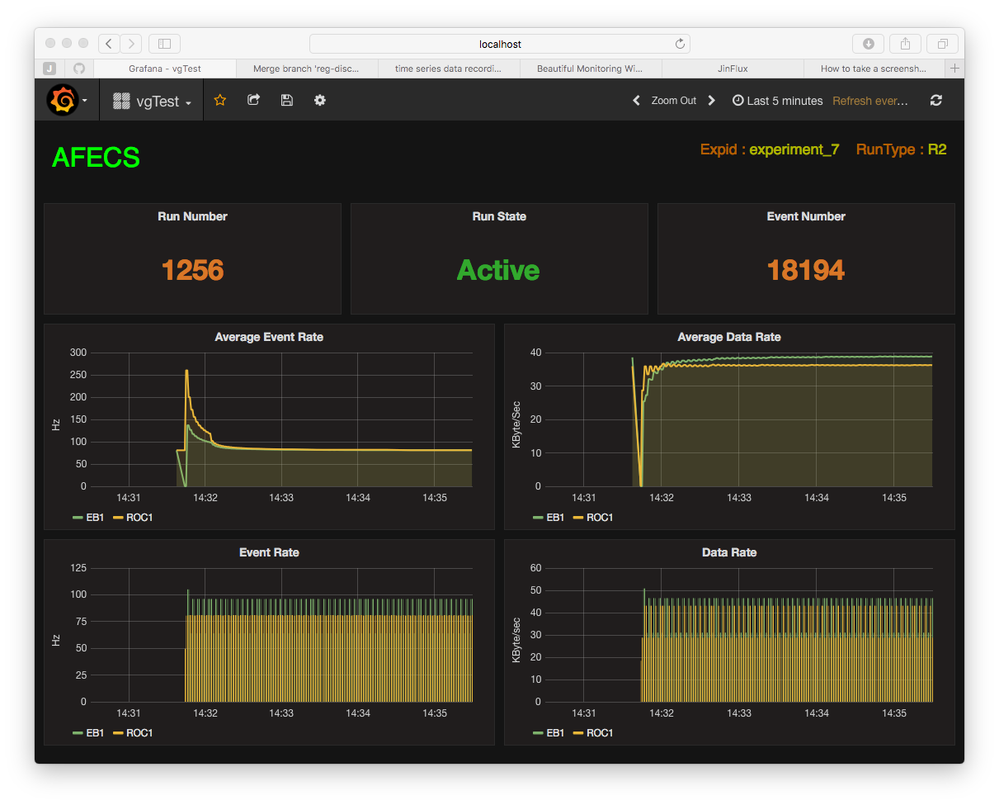 localhost
J
Grafana - vgTest
Merge branch 'reg-disc...
time series data recordi...
Beautiful Monitoring Wi...
JinFlux
How to take a screensh...
vgTest
Zoom Out
Last 5 minutes
Refresh ever...
AFECS
Expid : experiment_7 RunType : R2
Run Number
Run State
Event Number
1256
Active
18194
Average Event Rate
300
250
200
150
100
50
0
Hz
14:31 14:32 14:33 14:34 14:35
EB1 ROC1
Average Data Rate
40
30
20
10
0
KByte/Sec
14:31 14:32 14:33 14:34 14:35
EB1 ROC1
Event Rate
125
100
75
50
25
0
Hz
14:31 14:32 14:33 14:34 14:35
EB1 ROC1
Data Rate
60
50
40
30
20
10
0
KByte/sec
14:31 14:32 14:33 14:34 14:35
EB1 ROC1